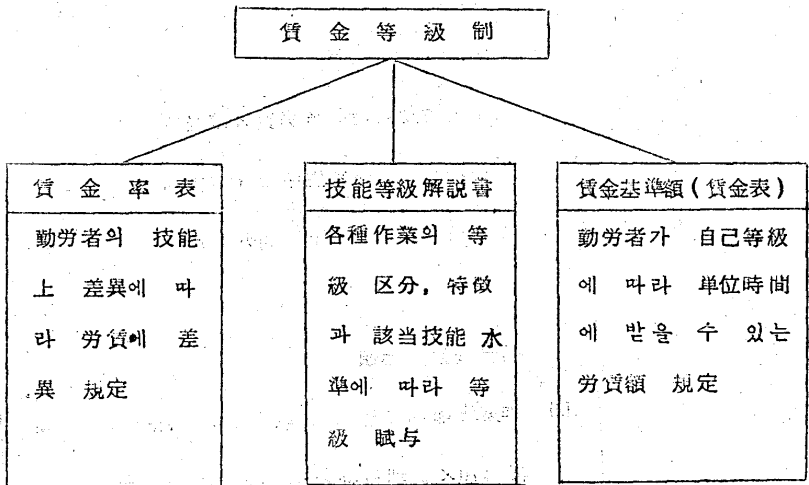 賃金等級制
賃金率表
勤労者의 技能
上 差異에 따
라 労賃에 差
異 規定
技能等級解説書
各種作業의 等
級 区分, 特徴
과 該当技能 水
準에 따라 等
級 賦与
賃金基準額(賃金表)
勤労者가 自己等級
에 따라 単位時間
에 받을 수 있는
労賃額 規定